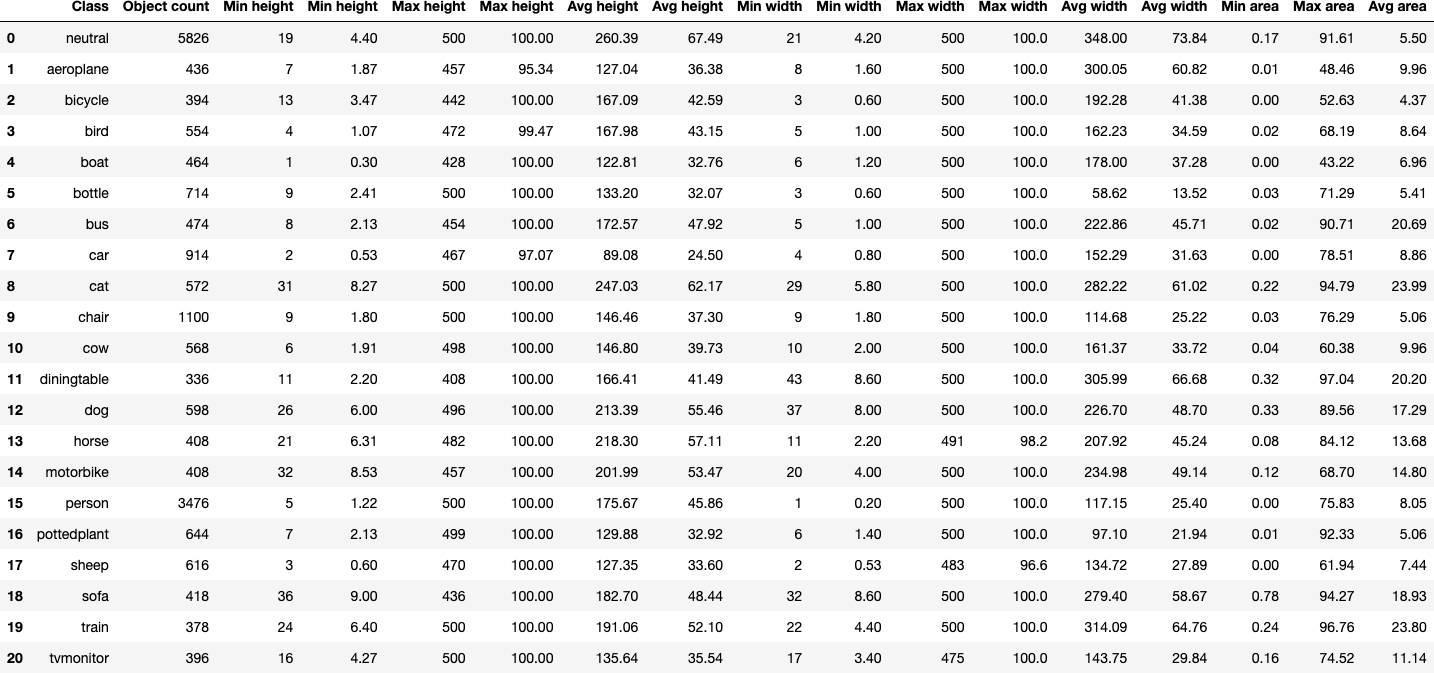 Class Object count Min height Min height Max height Max height Avg height Avg height Min width Min width Max width Max width Avg width Avg width Min area Max area Avg area
0 neutral 5826 19 4.40 500 100.00 260.39 67.49 21 4.20 500 100.0 348.00 73.84 0.17 91.61 5.50
1 aeroplane 436 7 1.87 457 95.34 127.04 36.38 8 1.60 500 100.0 300.05 60.82 0.01 48.46 9.96
2 bicycle 394 13 3.47 442 100.00 167.09 42.59 3 0.60 500 100.0 192.28 41.38 0.00 52.63 4.37
3 bird 554 4 1.07 472 99.47 167.98 43.15 5 1.00 500 100.0 162.23 34.59 0.02 68.19 8.64
4 boat 464 1 0.30 428 100.00 122.81 32.76 6 1.20 500 100.0 178.00 37.28 0.00 43.22 6.96
5 bottle 714 9 2.41 500 100.00 133.20 32.07 3 0.60 500 100.0 58.62 13.52 0.03 71.29 5.41
6 bus 474 8 2.13 454 100.00 172.57 47.92 5 1.00 500 100.0 222.86 45.71 0.02 90.71 20.69
7 car 914 2 0.53 467 97.07 89.08 24.50 4 0.80 500 100.0 152.29 31.63 0.00 78.51 8.86
8 cat 572 31 8.27 500 100.00 247.03 62.17 29 5.80 500 100.0 282.22 61.02 0.22 94.79 23.99
9 chair 1100 9 1.80 500 100.00 146.46 37.30 9 1.80 500 100.0 114.68 25.22 0.03 76.29 5.06
10 cow 568 6 1.91 498 100.00 146.80 39.73 10 2.00 500 100.0 161.37 33.72 0.04 60.38 9.96
11 diningtable 336 11 2.20 408 100.00 166.41 41.49 43 8.60 500 100.0 305.99 66.68 0.32 97.04 20.20
12 dog 598 26 6.00 496 100.00 213.39 55.46 37 8.00 500 100.0 226.70 48.70 0.33 89.56 17.29
13 horse 408 21 6.31 482 100.00 218.30 57.11 11 2.20 491 98.2 207.92 45.24 0.08 84.12 13.68
14 motorbike 408 32 8.53 457 100.00 201.99 53.47 20 4.00 500 100.0 234.98 49.14 0.12 68.70 14.80
15 person 3476 5 1.22 500 100.00 175.67 45.86 1 0.20 500 100.0 117.15 25.40 0.00 75.83 8.05
16 pottedplant 644 7 2.13 499 100.00 129.88 32.92 6 1.40 500 100.0 97.10 21.94 0.01 92.33 5.06
17 sheep 616 3 0.60 470 100.00 127.35 33.60 2 0.53 483 96.6 134.72 27.89 0.00 61.94 7.44
18 sofa 418 36 9.00 436 100.00 182.70 48.44 32 8.60 500 100.0 279.40 58.67 0.78 94.27 18.93
19 train 378 24 6.40 500 100.00 191.06 52.10 22 4.40 500 100.0 314.09 64.76 0.24 96.76 23.80
20 tvmonitor 396 16 4.27 500 100.00 135.64 35.54 17 3.40 475 100.0 143.75 29.84 0.16 74.52 11.14